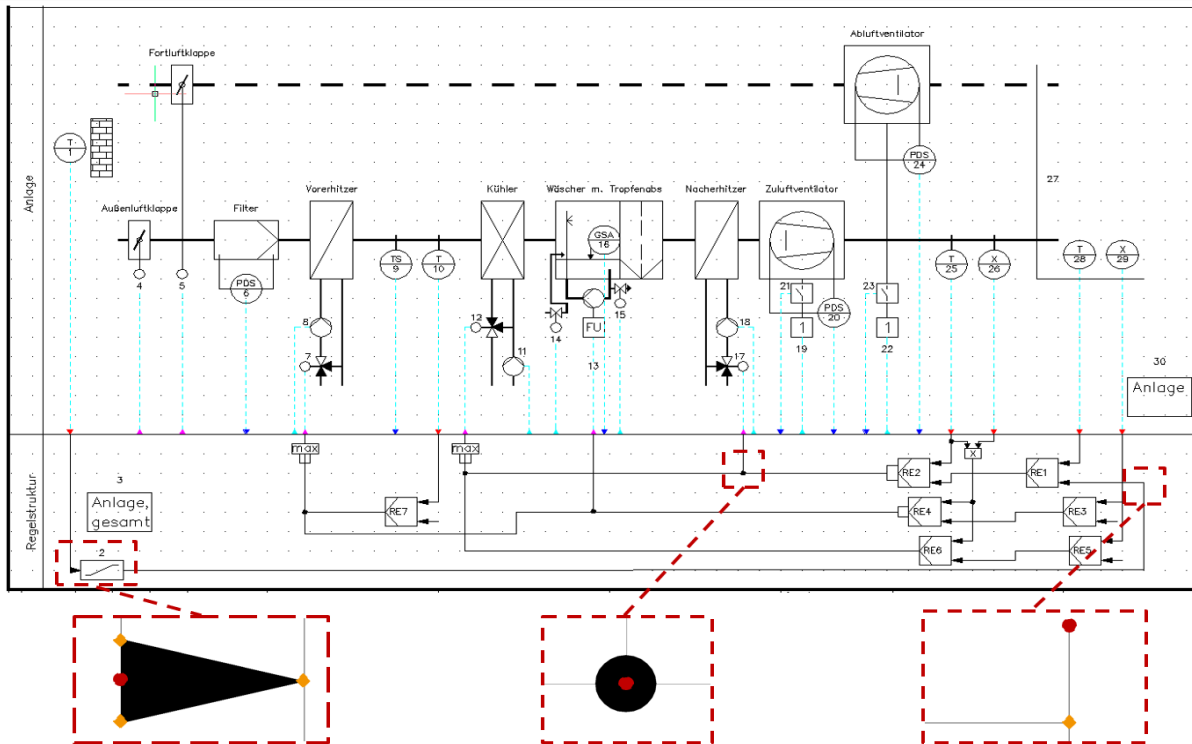 Abluftventilator
Fortluftklappe
T
1
PDS
24
27
Anlage
Außenluftklappe
Filter
Vorerhitzer
Kühler
Wäscher m. Tropfenabs
Nacherhitzer
Zuluftventilator
GSA
16
TS
9
T
10
T
25
X
26
T
28
X
29
4
5
PDS
6
21
23
8
12
14
FU
15
18
1
PDS
20
1
7
11
13
17
19
22
30
Anlage
max
max
x
RE2
RE1
3
Anlage,
gesamt
RE7
RE4
RE3
Regelstruktur
2
RE6
RE5